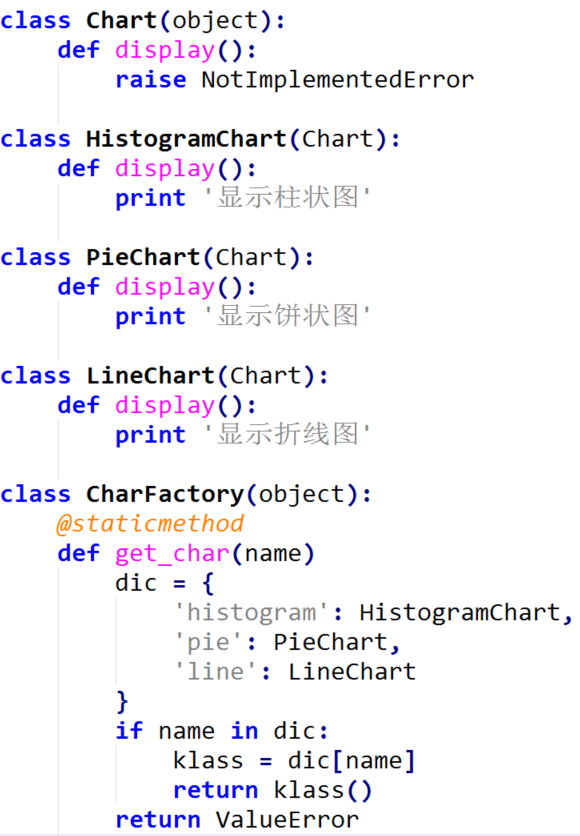 class Chart(object):
    def display():
        raise NotImplementedError

class HistogramChart(Chart):
    def display():
        print '显示柱状图'

class PieChart(Chart):
    def display():
        print '显示饼状图'

class LineChart(Chart):
    def display():
        print '显示折线图'

class CharFactory(object):
    @staticmethod
    def get_char(name)
        dic = {
            'histogram': HistogramChart,
            'pie': PieChart,
            'line': LineChart
        }
        if name in dic:
            klass = dic[name]
            return klass()
        return ValueError